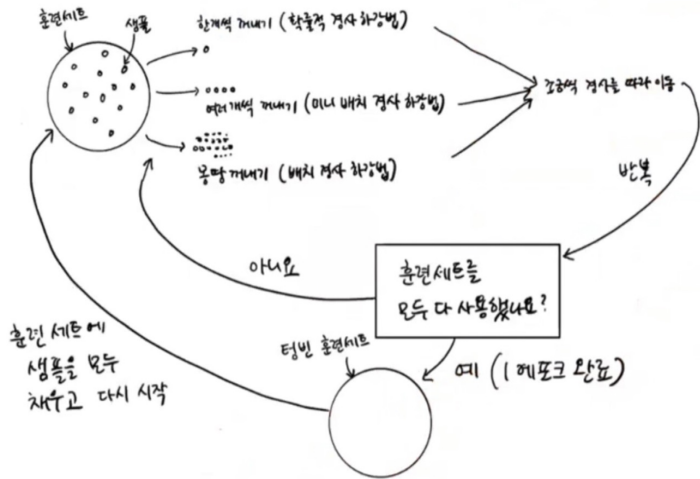 훈련세트
샘플
한개씩 꺼내기 (확률적 경사 하강법)
여러개씩 꺼내기 (미니 배치 경사 하강법)
몽땅 꺼내기 (배치 경사 하강법)
조금씩 경사를 따라 이동
반복
훈련세트를
모두 다 사용했나요?
아니요
예 (1 에포크 완료)
텅빈 훈련세트
훈련 세트에
샘플을 모두
채우고 다시 시작